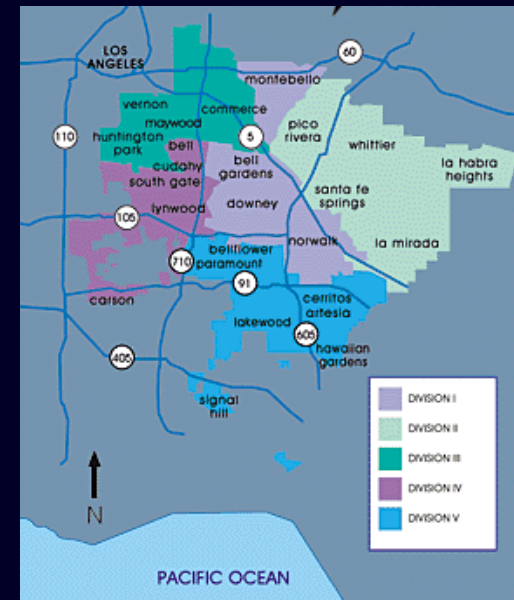 LOS
ANGELES
60
montebello
vernon
commerce
maywood
110
huntington
park
5
pico
rivera
whittier
bell
la habra
heights
cudahy
bell
gardens
south gate
santa fe
springs
lynwood
downey
105
norwalk
la mirada
bellflower
710
paramount
91
carson
cerritos
artesia
lakewood
605
hawaiian
gardens
405
signal
hill
DIVISION I
DIVISION II
DIVISION III
DIVISION IV
DIVISION V
N
PACIFIC OCEAN